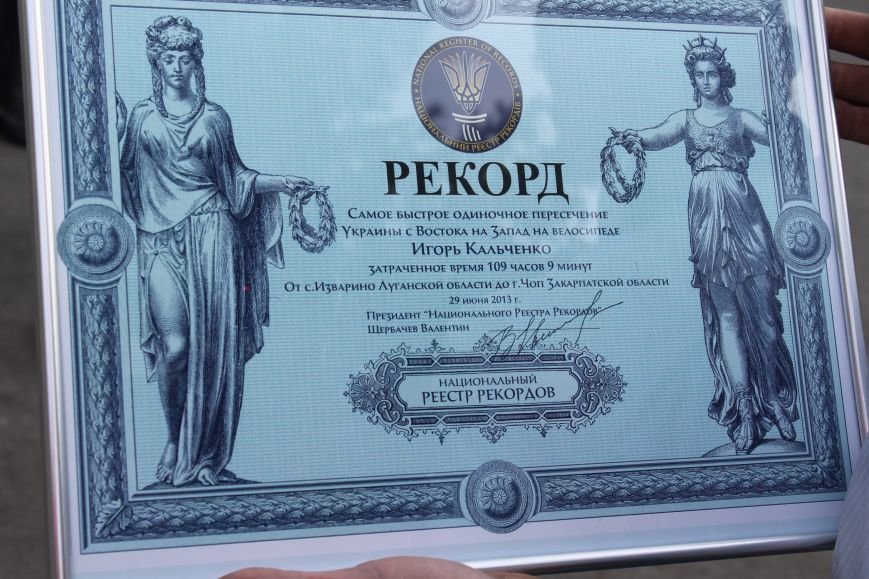 NATIONAL REGISTER OF RECORDS
НАЦИОНАЛЬНИЙ РЕЄСТР РЕКОРДІВ
РЕКОРД
Самое быстрое одиночное пересечение
Украины с Востока на Запад на велосипеде
Игорь Кальченко
затраченное время 109 часов 9 минут
От с.Изварино Луганской области до г.Чоп Закарпатской области
29 июня 2013 г.
Президент "Национального Реестра Рекордов"
Щербачев Валентин
НАЦИОНАЛЬНЫЙ
РЕЕСТР РЕКОРДОВ